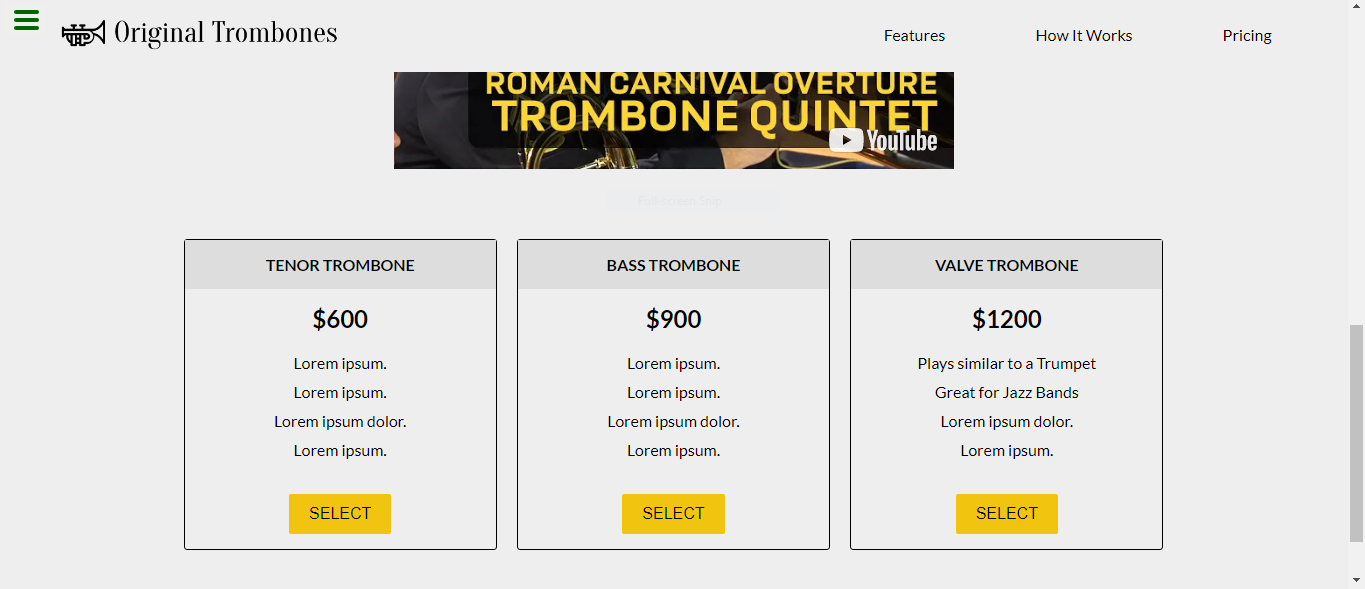 Original Trombones
Features
How It Works
Pricing
ROMAN CARNIVAL OVERTURE
TROMBONE QUINTET
YouTube
Full-screen Snip
TENOR TROMBONE
$600
Lorem ipsum.
Lorem ipsum.
Lorem ipsum dolor.
Lorem ipsum.
SELECT
BASS TROMBONE
$900
Lorem ipsum.
Lorem ipsum.
Lorem ipsum dolor.
Lorem ipsum.
SELECT
VALVE TROMBONE
$1200
Plays similar to a Trumpet
Great for Jazz Bands
Lorem ipsum dolor.
Lorem ipsum.
SELECT